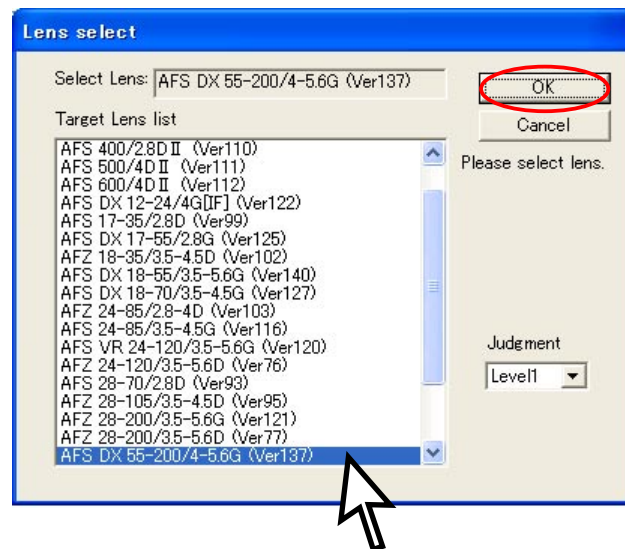 Lens select
Select Lens: AFS DX 55-200/4-5.6G (Ver137)
OK
Target Lens list
Cancel
AFS 400/2.8DⅡ (Ver110)
AFS 500/4DⅡ (Ver111)
AFS 600/4DⅡ (Ver112)
AFS DX 12-24/4G[IF] (Ver122)
AFS 17-35/2.8D (Ver99)
AFS DX 17-55/2.8G (Ver125)
AFZ 18-35/3.5-4.5D (Ver102)
AFS DX 18-55/3.5-5.6G (Ver140)
AFS DX 18-70/3.5-4.5G (Ver127)
AFZ 24-85/2.8-4D (Ver103)
AFS 24-85/3.5-4.5G (Ver116)
AFS VR 24-120/3.5-5.6G (Ver120)
AFZ 24-120/3.5-5.6D (Ver76)
AFS 28-70/2.8D (Ver93)
AFZ 28-105/3.5-4.5D (Ver95)
AFZ 28-200/3.5-5.6G (Ver121)
AFZ 28-200/3.5-5.6D (Ver77)
AFS DX 55-200/4-5.6G (Ver137)
Please select lens.
Judgment
Level1